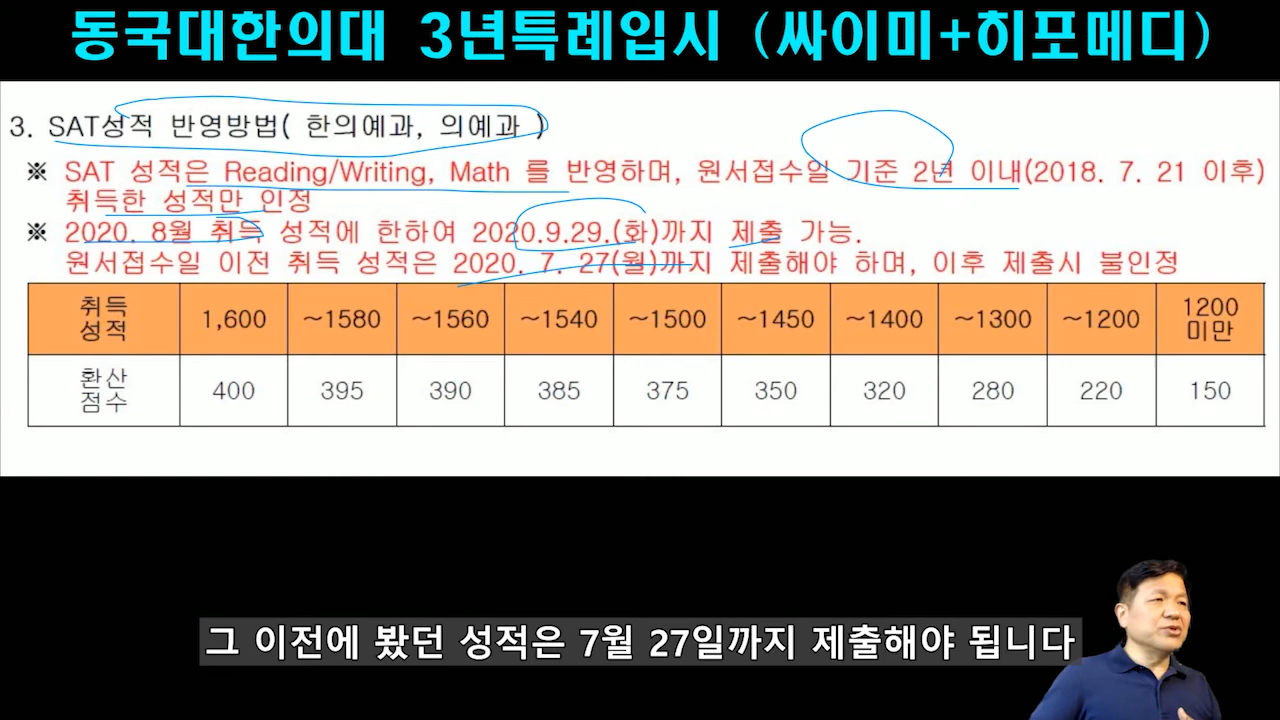 동국대한의대 3년특례입시 (싸이미+히포메디)
3. SAT성적 반영방법( 한의예과, 의예과 )
※ SAT 성적은 Reading/Writing, Math 를 반영하며, 원서접수일 기준 2년 이내(2018. 7. 21 이후)
취득한 성적만 인정
※ 2020. 8월 취득 성적에 한하여 2020.9.29.(화)까지 제출 가능.
원서접수일 이전 취득 성적은 2020. 7. 27(월)까지 제출해야 하며, 이후 제출시 불인정
취득 성적 1,600 ~1580 ~1560 ~1540 ~1500 ~1450 ~1400 ~1300 ~1200 1200 미만
환산 점수 400 395 390 385 375 350 320 280 220 150
그 이전에 봤던 성적은 7월 27일까지 제출해야 됩니다